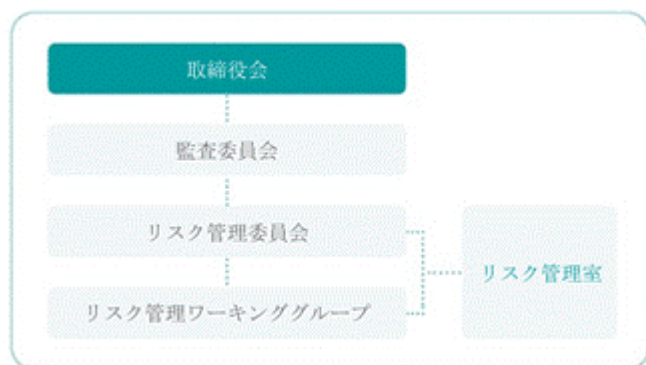 取締役会
監査委員会
リスク管理委員会
リスク管理室
リスク管理ワーキンググループ